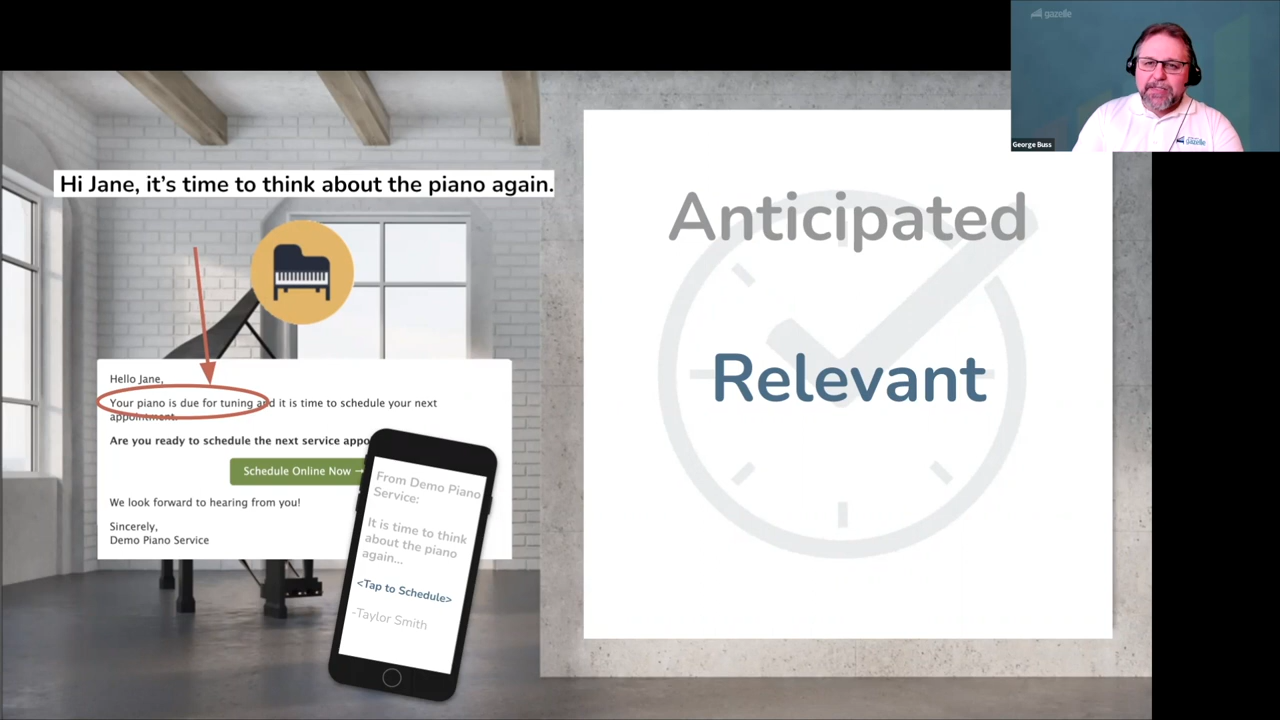 gazelle
George Buss
gazelle
Hi Jane, it's time to think about the piano again.
Hello Jane,
Your piano is due for tuning and it is time to schedule your next
appointment.
Are you ready to schedule the next service appo
Schedule Online Now →
We look forward to hearing from you!
Sincerely,
Demo Piano Service
From Demo Piano
Service:
It is time to think
about the piano
again...
<Tap to Schedule>
-Taylor Smith
Anticipated
Relevant